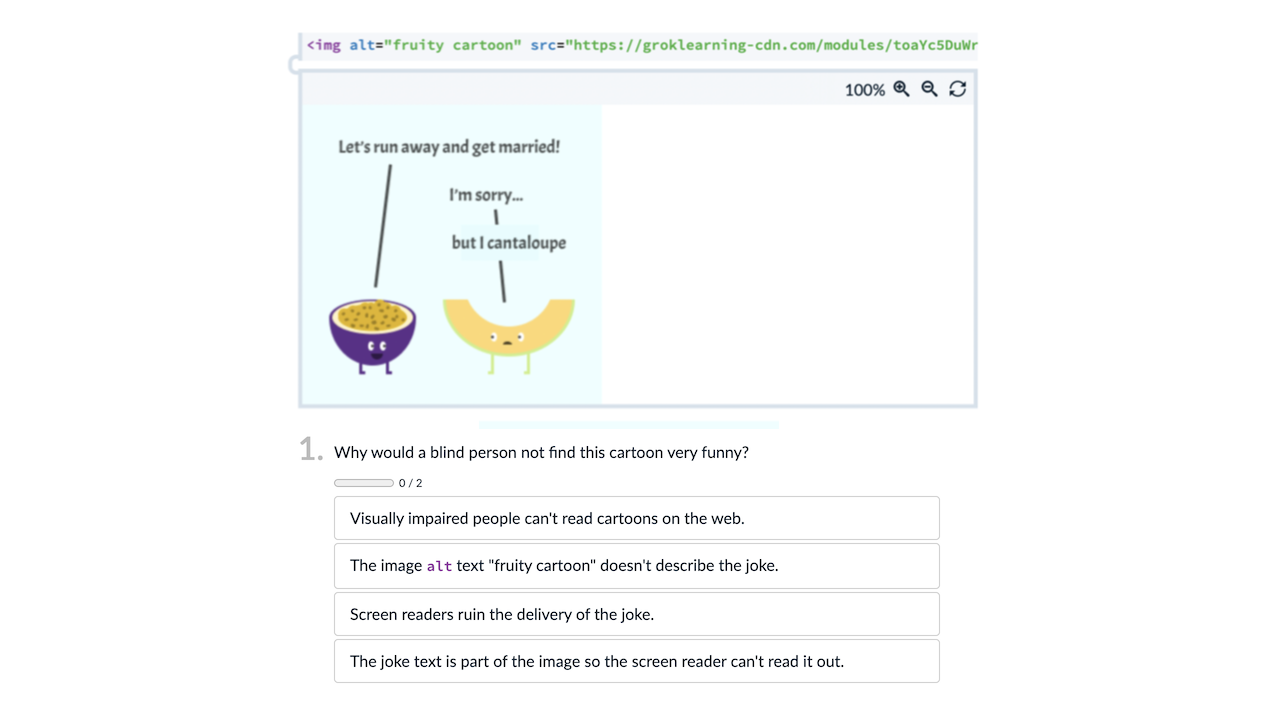 <img alt="fruity cartoon" src="https://groklearning-cdn.com/modules/toaYc5DuWr
100%
Let's run away and get married!
I'm sorry...
but I cantaloupe
1. Why would a blind person not find this cartoon very funny?
0 / 2
Visually impaired people can't read cartoons on the web.
The image alt text "fruity cartoon" doesn't describe the joke.
Screen readers ruin the delivery of the joke.
The joke text is part of the image so the screen reader can't read it out.